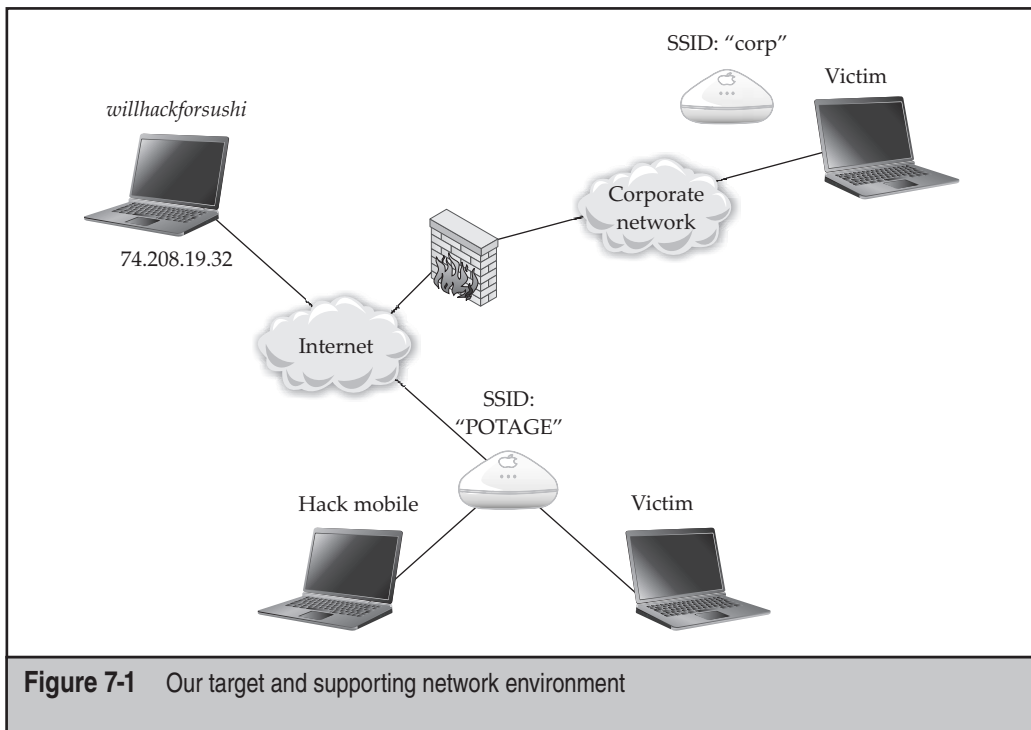 SSID: “corp”
Victim
willhackforsushi
Corporate
network
74.208.19.32
Internet
SSID:
“POTAGE”
Hack mobile
Victim
Figure 7-1 Our target and supporting network environment